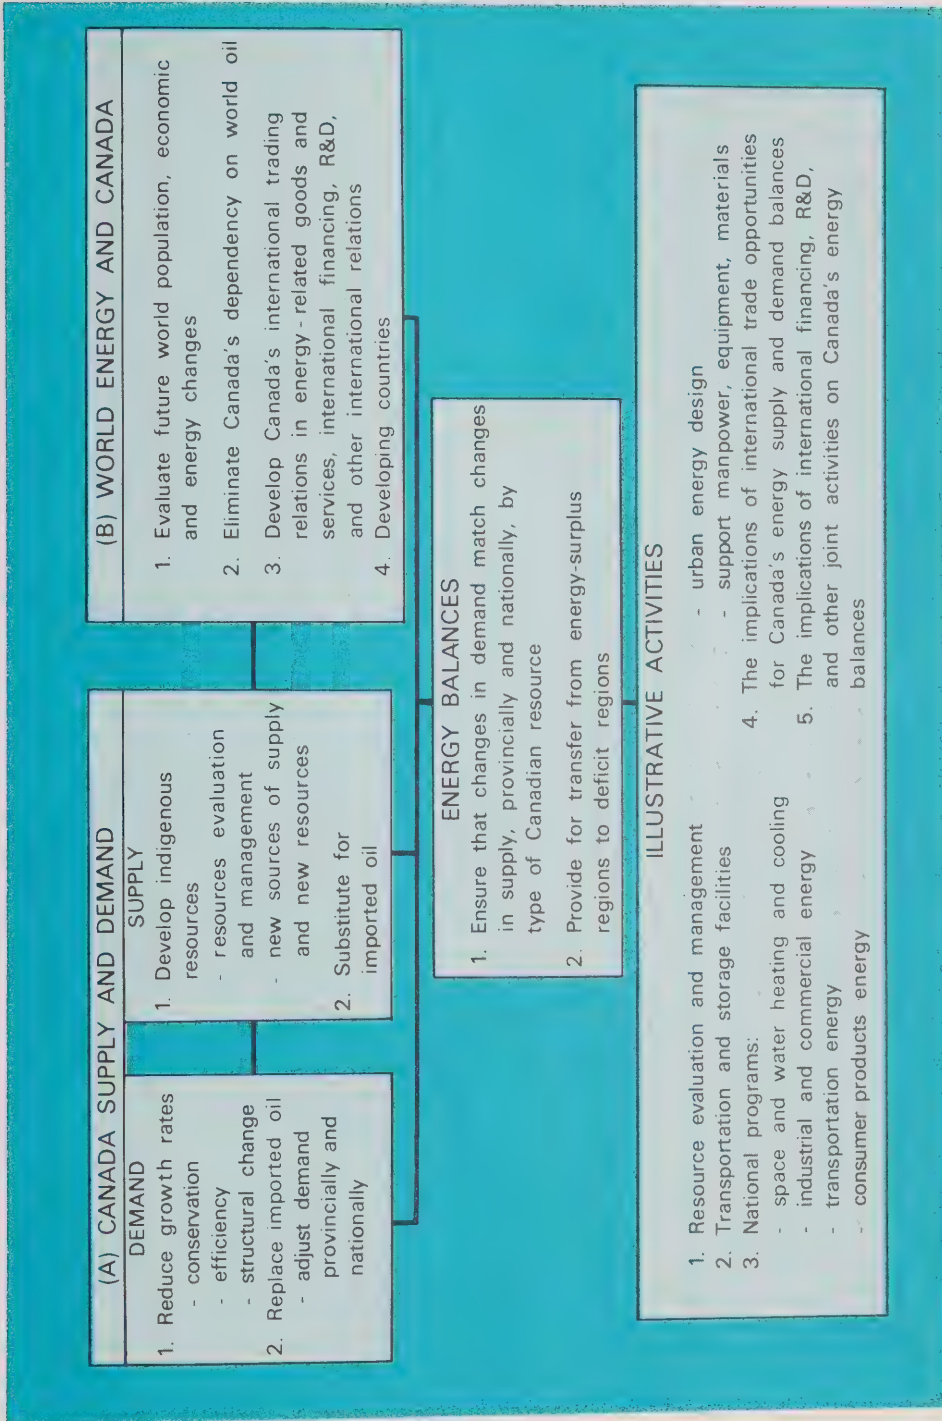 (A) CANADA SUPPLY AND DEMAND
DEMAND
1. Reduce growth rates
- conservation
- efficiency
- structural change
2. Replace imported oil
- adjust demand
provincially and
nationally
SUPPLY
1. Develop indigenous
resources
- resources evaluation
and management
- new sources of supply
and new resources
2. Substitute for
imported oil
(B) WORLD ENERGY AND CANADA
1. Evaluate future world population, economic
and energy changes
2. Eliminate Canada's dependency on world oil
3. Develop Canada's international trading
relations in energy-related goods and
services, international financing, R&D,
and other international relations
4. Developing countries
ENERGY BALANCES
1. Ensure that changes in demand match changes
in supply, provincially and nationally, by
type of Canadian resource
2. Provide for transfer from energy-surplus
regions to deficit regions
ILLUSTRATIVE ACTIVITIES
1. Resource evaluation and management
2. Transportation and storage facilities
3. National programs:
- space and water heating and cooling
- industrial and commercial energy
- transportation energy
- consumer products energy
- urban energy design
- support manpower, equipment, materials
4. The implications of international trade opportunities
for Canada's energy supply and demand balances
5. The implications of international financing, R&D,
and other joint activities on Canada's energy
balances